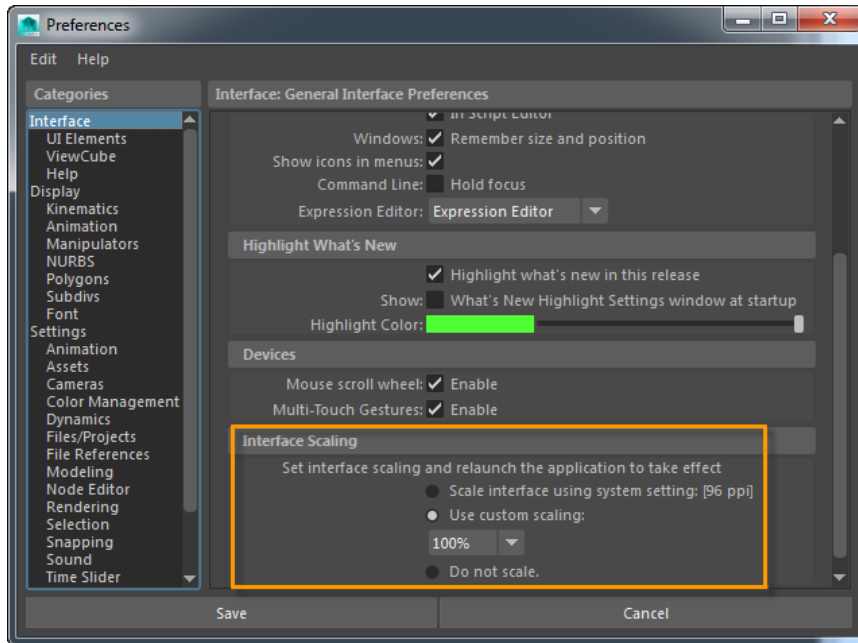 Preferences
Edit Help
Categories
Interface
UI Elements
ViewCube
Help
Display
Kinematics
Animation
Manipulators
NURBS
Polygons
Subdivs
Font
Settings
Animation
Assets
Cameras
Color Management
Dynamics
Files/Projects
File References
Modeling
Node Editor
Rendering
Selection
Snapping
Sound
Time Slider
Interface: General Interface Preferences
In Script Editor
Windows: Remember size and position
Show icons in menus:
Command Line: Hold focus
Expression Editor: Expression Editor
Highlight What's New
Highlight what's new in this release
Show: What's New Highlight Settings window at startup
Highlight Color:
Devices
Mouse scroll wheel: Enable
Multi-Touch Gestures: Enable
Interface Scaling
Set interface scaling and relaunch the application to take effect
Scale interface using system setting: [96 ppi]
Use custom scaling:
100%
Do not scale.
Save Cancel